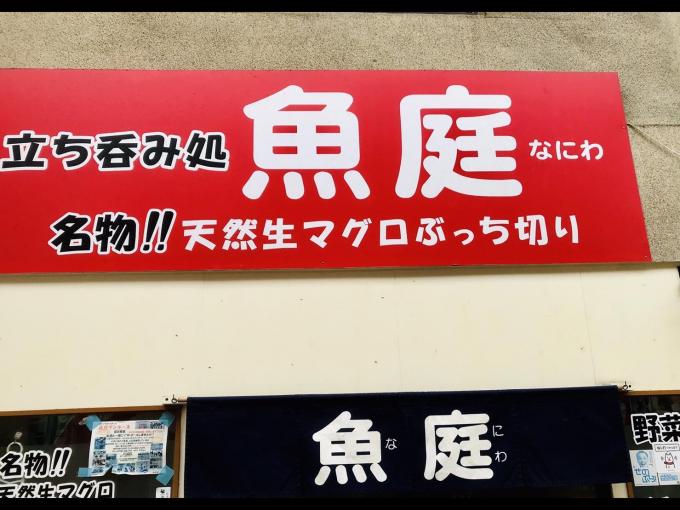 立ち呑み処 魚庭 なにわ
名物!! 天然生マグロぶっち切り
魚庭
なにわ
名物!!
天然生マグロ
野菜